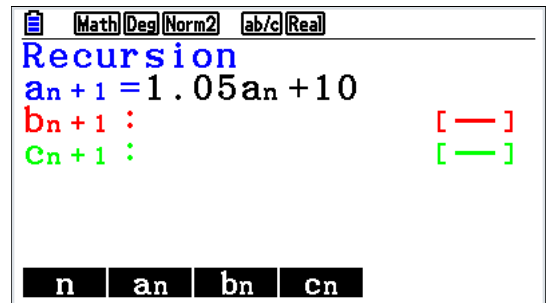 Math Deg Norm2 ab/c Real
Recursion
an+1=1.05an+10
bn+1: [—]
cn+1: [—]
n an bn cn